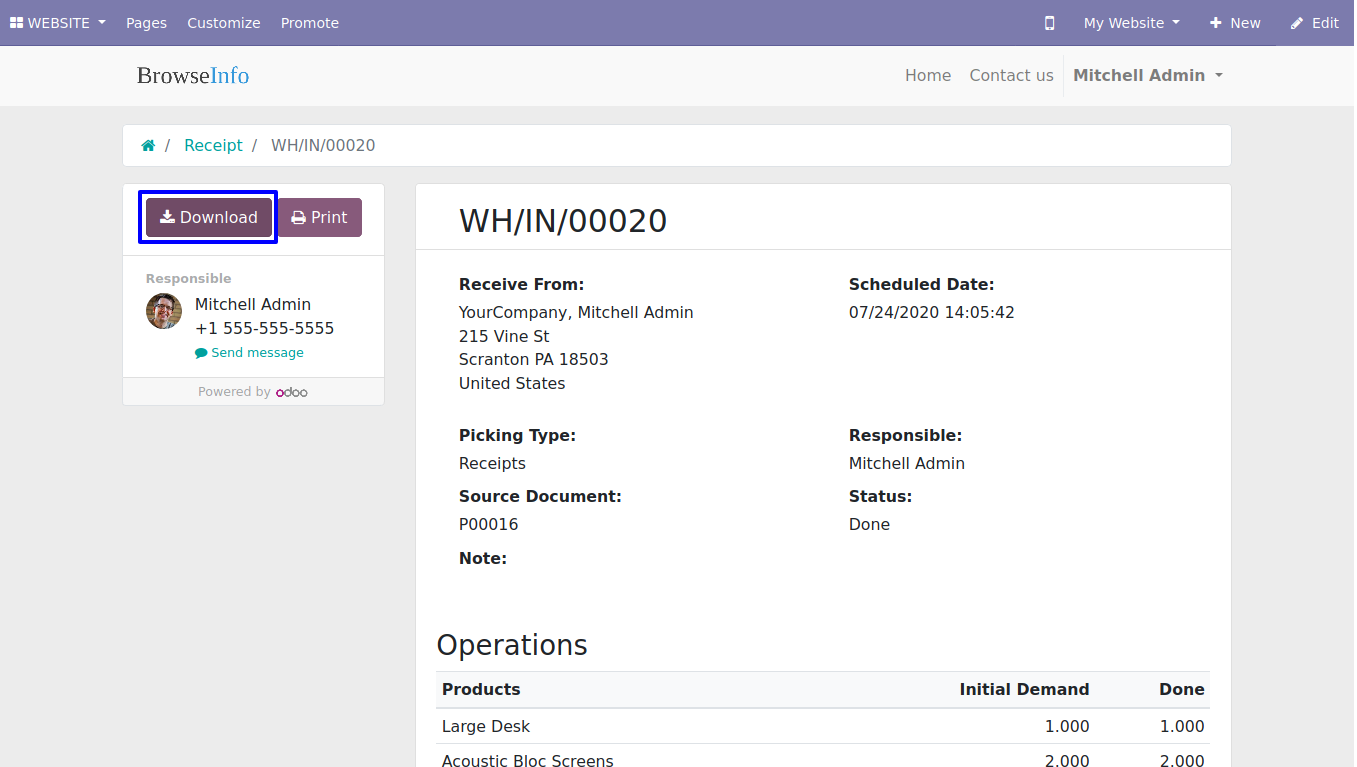 WEBSITE Pages Customize Promote My Website New Edit
BrowseInfo Home Contact us Mitchell Admin
/ Receipt / WH/IN/00020
Download Print
Responsible
Mitchell Admin
+1 555-555-5555
Send message
Powered by odoo
WH/IN/00020
Receive From: Scheduled Date:
YourCompany, Mitchell Admin 07/24/2020 14:05:42
215 Vine St
Scranton PA 18503
United States
Picking Type: Responsible:
Receipts Mitchell Admin
Source Document: Status:
P00016 Done
Note:
Operations
Products Initial Demand Done
Large Desk 1.000 1.000
Acoustic Bloc Screens 2.000 2.000